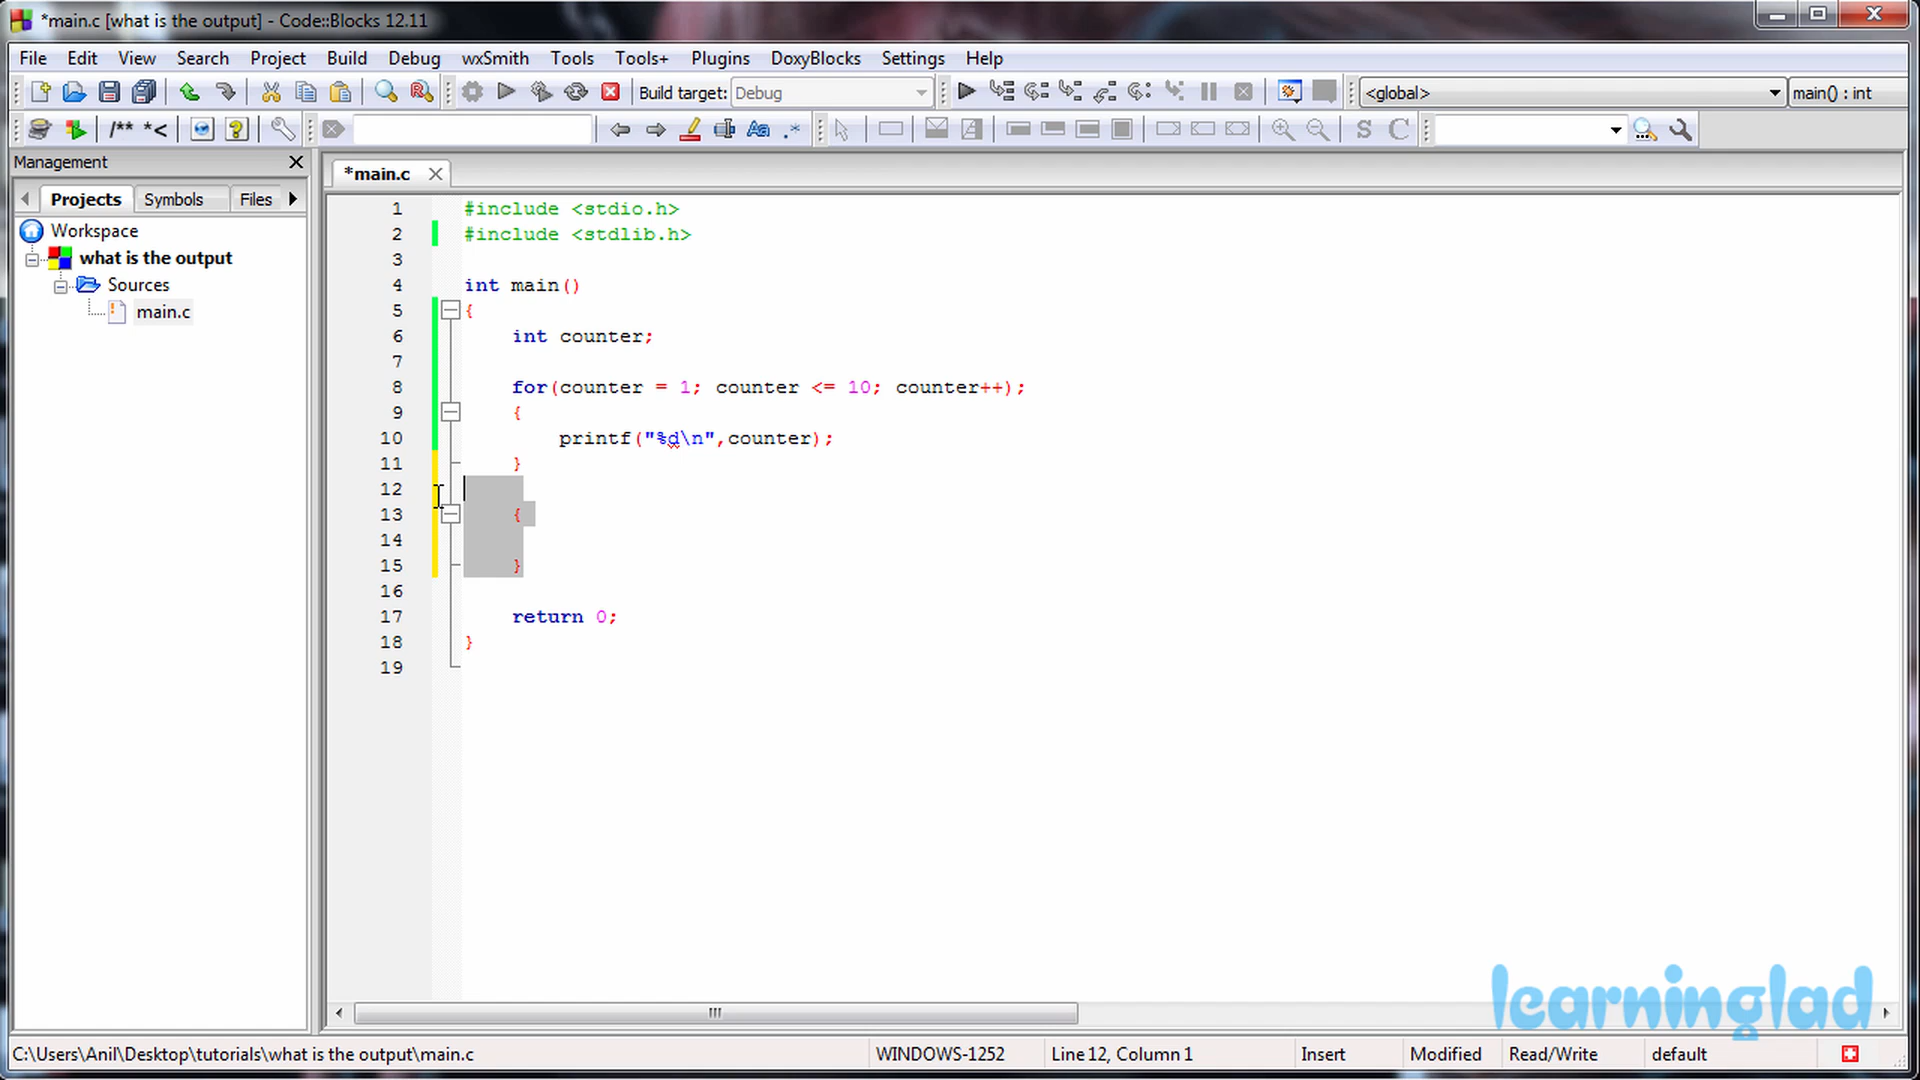 *main.c [what is the output] - Code::Blocks 12.11
File Edit View Search Project Build Debug wxSmith Tools Tools+ Plugins DoxyBlocks Settings Help
Build target: Debug <global> main() : int
/** *< Aa .* S C
Management
Projects Symbols Files
*main.c
Workspace
what is the output
Sources
main.c
1 #include <stdio.h>
2 #include <stdlib.h>
3
4 int main()
5 {
6 int counter;
7
8 for(counter = 1; counter <= 10; counter++);
9 {
10 printf("%d\n",counter);
11 }
12
13 {
14
15 }
16
17 return 0;
18 }
19
learninglad
C:\Users\Anil\Desktop\tutorials\what is the output\main.c WINDOWS-1252 Line 12, Column 1 Insert Modified Read/Write default